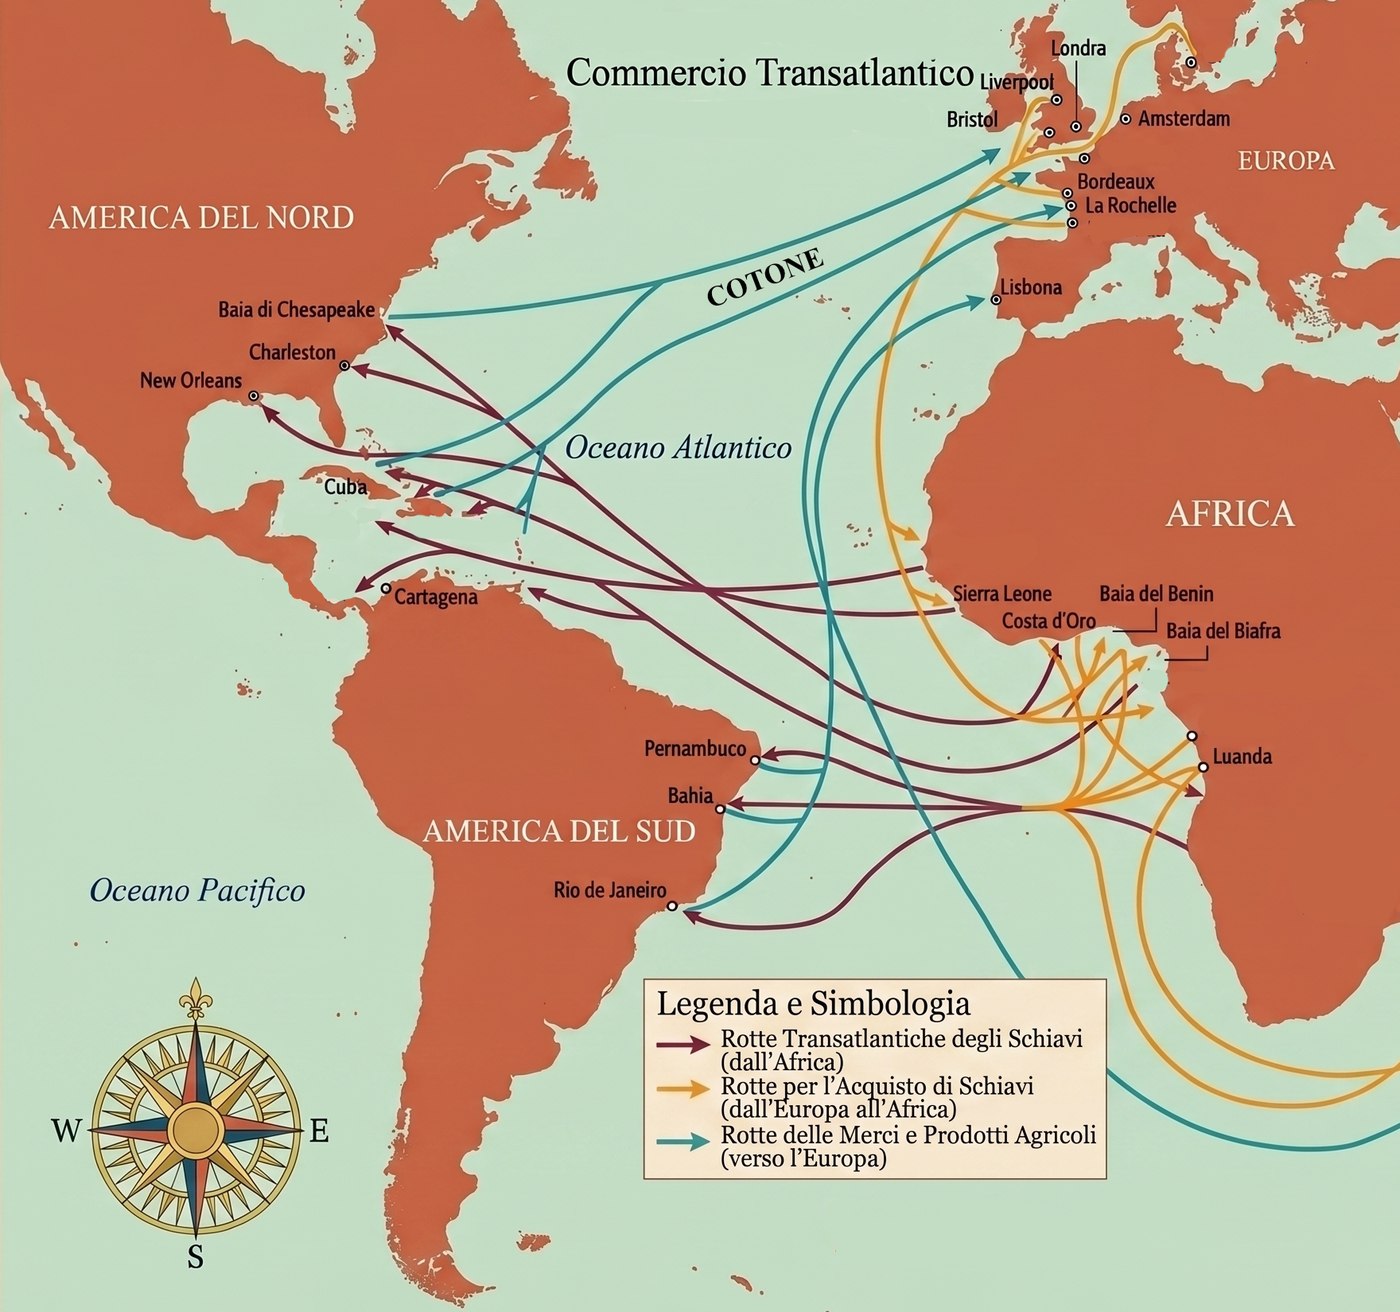 Commercio Transatlantico
Londra
Liverpool
Bristol
Amsterdam
EUROPA
Bordeaux
La Rochelle
AMERICA DEL NORD
COTONE
Lisbona
Baia di Chesapeake
Charleston
New Orleans
Oceano Atlantico
Cuba
AFRICA
Cartagena
Sierra Leone
Baia del Benin
Costa d'Oro
Baia del Biafra
Pernambuco
Luanda
Bahia
AMERICA DEL SUD
Oceano Pacifico
Rio de Janeiro
Legenda e Simbologia
Rotte Transatlantiche degli Schiavi
(dall'Africa)
Rotte per l'Acquisto di Schiavi
(dall'Europa all'Africa)
Rotte delle Merci e Prodotti Agricoli
(verso l'Europa)
W
E
S